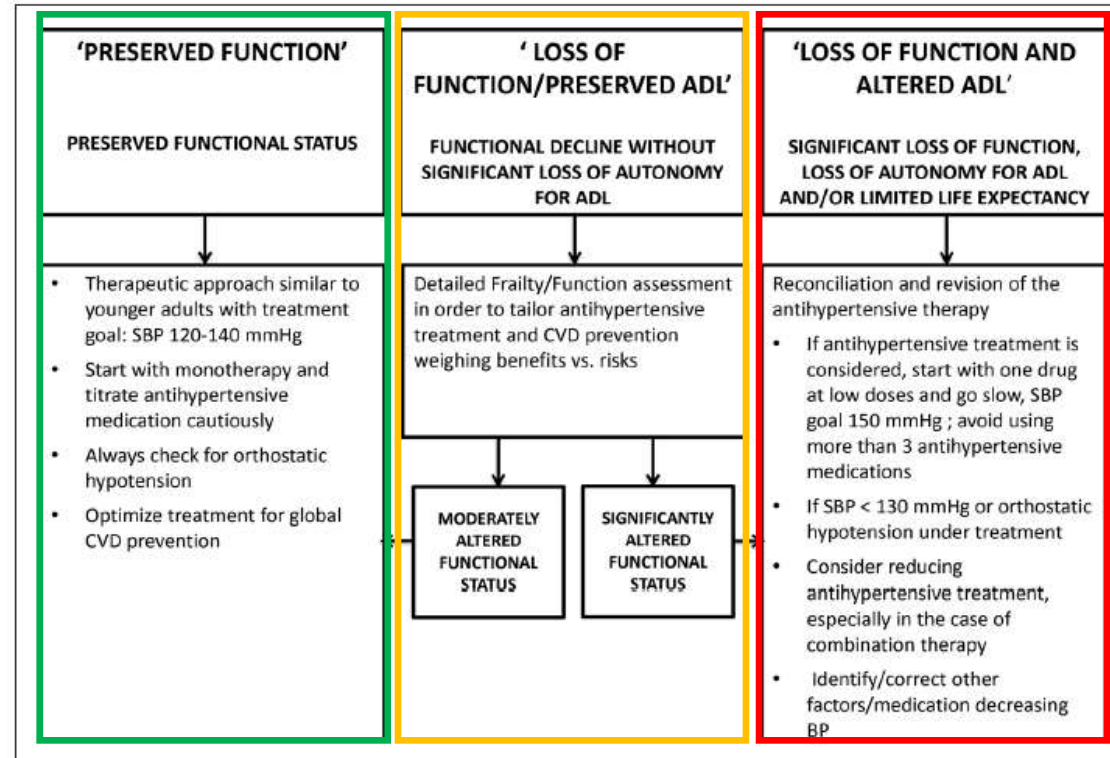 ‘PRESERVED FUNCTION’
PRESERVED FUNCTIONAL STATUS
• Therapeutic approach similar to
younger adults with treatment
goal: SBP 120-140 mmHg
• Start with monotherapy and
titrate antihypertensive
medication cautiously
• Always check for orthostatic
hypotension
• Optimize treatment for global
CVD prevention
‘ LOSS OF
FUNCTION/PRESERVED ADL’
FUNCTIONAL DECLINE WITHOUT
SIGNIFICANT LOSS OF AUTONOMY
FOR ADL
Detailed Frailty/Function assessment
in order to tailor antihypertensive
treatment and CVD prevention
weighing benefits vs. risks
MODERATELY
ALTERED
FUNCTIONAL
STATUS
SIGNIFICANTLY
ALTERED
FUNCTIONAL
STATUS
‘LOSS OF FUNCTION AND
ALTERED ADL’
SIGNIFICANT LOSS OF FUNCTION,
LOSS OF AUTONOMY FOR ADL
AND/OR LIMITED LIFE EXPECTANCY
Reconciliation and revision of the
antihypertensive therapy
• If antihypertensive treatment is
considered, start with one drug
at low doses and go slow, SBP
goal 150 mmHg ; avoid using
more than 3 antihypertensive
medications
• If SBP < 130 mmHg or orthostatic
hypotension under treatment
• Consider reducing
antihypertensive treatment,
especially in the case of
combination therapy
• Identify/correct other
factors/medication decreasing
BP